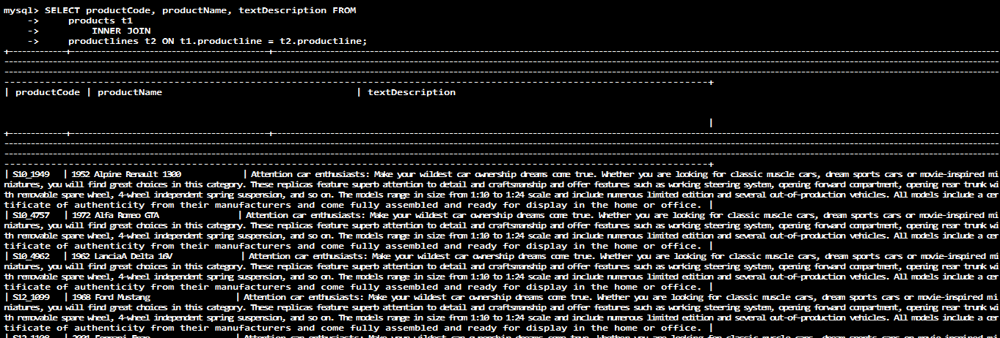 mysql> SELECT productCode, productName, textDescription FROM
    ->     products t1
    ->         INNER JOIN
    ->     productlines t2 ON t1.productline = t2.productline;
| productCode | productName | textDescription
|
| S10_1949 | 1952 Alpine Renault 1300 | Attention car enthusiasts: Make your wildest car ownership dreams come true. Whether you are looking for classic muscle cars, dream sports cars or movie-inspired mi
niatures, you will find great choices in this category. These replicas feature superb attention to detail and craftsmanship and offer features such as working steering system, opening forward compartment, opening rear trunk wi
th removable spare wheel, 4-wheel independent spring suspension, and so on. The models range in size from 1:10 to 1:24 scale and include numerous limited edition and several out-of-production vehicles. All models include a cer
tificate of authenticity from their manufacturers and come fully assembled and ready for display in the home or office. |
| S10_4757 | 1972 Alfa Romeo GTA | Attention car enthusiasts: Make your wildest car ownership dreams come true. Whether you are looking for classic muscle cars, dream sports cars or movie-inspired mi
niatures, you will find great choices in this category. These replicas feature superb attention to detail and craftsmanship and offer features such as working steering system, opening forward compartment, opening rear trunk wi
th removable spare wheel, 4-wheel independent spring suspension, and so on. The models range in size from 1:10 to 1:24 scale and include numerous limited edition and several out-of-production vehicles. All models include a cer
tificate of authenticity from their manufacturers and come fully assembled and ready for display in the home or office. |
| S10_4962 | 1962 LanciaA Delta 16V | Attention car enthusiasts: Make your wildest car ownership dreams come true. Whether you are looking for classic muscle cars, dream sports cars or movie-inspired mi
niatures, you will find great choices in this category. These replicas feature superb attention to detail and craftsmanship and offer features such as working steering system, opening forward compartment, opening rear trunk wi
th removable spare wheel, 4-wheel independent spring suspension, and so on. The models range in size from 1:10 to 1:24 scale and include numerous limited edition and several out-of-production vehicles. All models include a cer
tificate of authenticity from their manufacturers and come fully assembled and ready for display in the home or office. |
| S12_1099 | 1968 Ford Mustang | Attention car enthusiasts: Make your wildest car ownership dreams come true. Whether you are looking for classic muscle cars, dream sports cars or movie-inspired mi
niatures, you will find great choices in this category. These replicas feature superb attention to detail and craftsmanship and offer features such as working steering system, opening forward compartment, opening rear trunk wi
th removable spare wheel, 4-wheel independent spring suspension, and so on. The models range in size from 1:10 to 1:24 scale and include numerous limited edition and several out-of-production vehicles. All models include a cer
tificate of authenticity from their manufacturers and come fully assembled and ready for display in the home or office. |